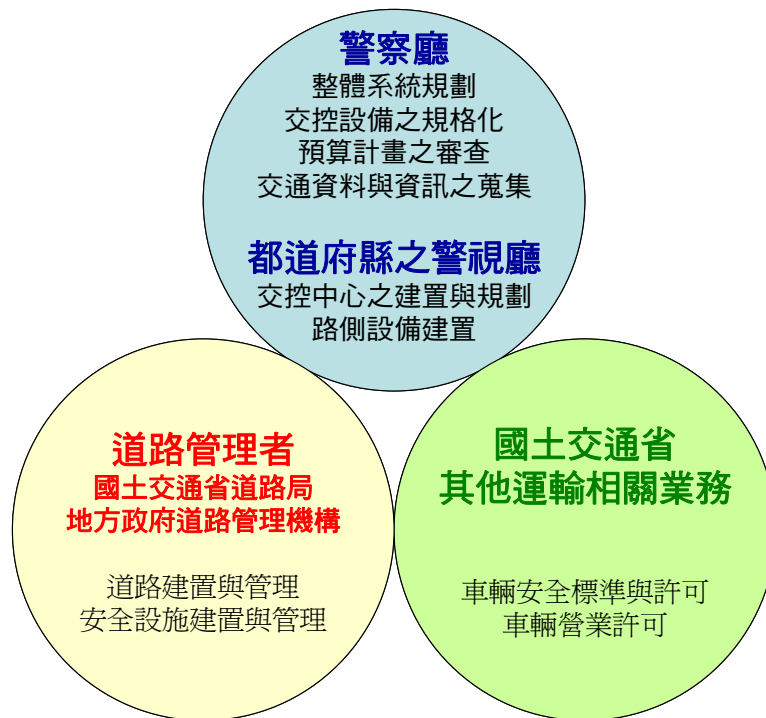 警察廳
整體系統規劃
交控設備之規格化
預算計畫之審查
交通資料與資訊之蒐集
都道府縣之警視廳
交控中心之建置與規劃
路側設備建置
道路管理者
國土交通省道路局
地方政府道路管理機構
道路建置與管理
安全設施建置與管理
國土交通省
其他運輸相關業務
車輛安全標準與許可
車輛營業許可